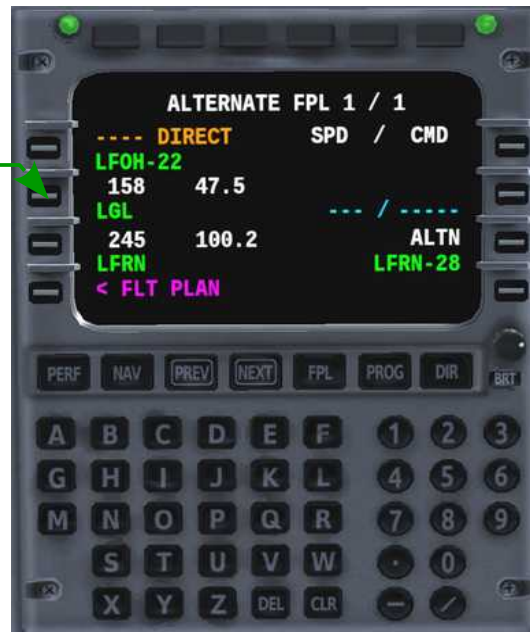 ALTERNATE FPL 1 / 1
---- DIRECT SPD / CMD
LFOH-22
158 47.5
LGL --- / -----
245 100.2 ALTN
LFRN LFRN-28
< FLT PLAN
PERF NAV PREV NEXT FPL PROG DIR BRT
A B C D E F 1 2 3
G H I J K L 4 5 6
M N O P Q R 7 8 9
S T U V W · 0
X Y Z DEL CLR - /